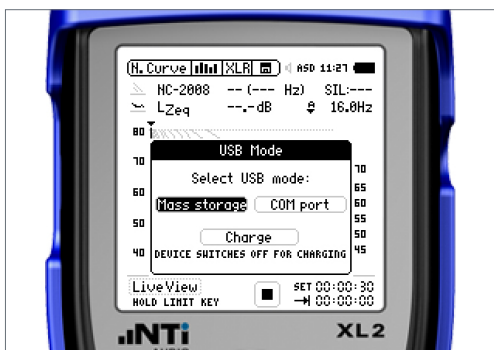 N. Curve XLR ASD 11:27
NC-2008 -- (--- Hz) SIL:---
LZeq --.-dB 16.0Hz
80
USB Mode
70 70
Select USB mode:
65
60 Mass storage COM port 60
55
50 Charge 50
40 DEVICE SWITCHES OFF FOR CHARGING 45
LiveView SET 00:00:30
HOLD LIMIT KEY 00:00:00
NTi XL2
AUDIO